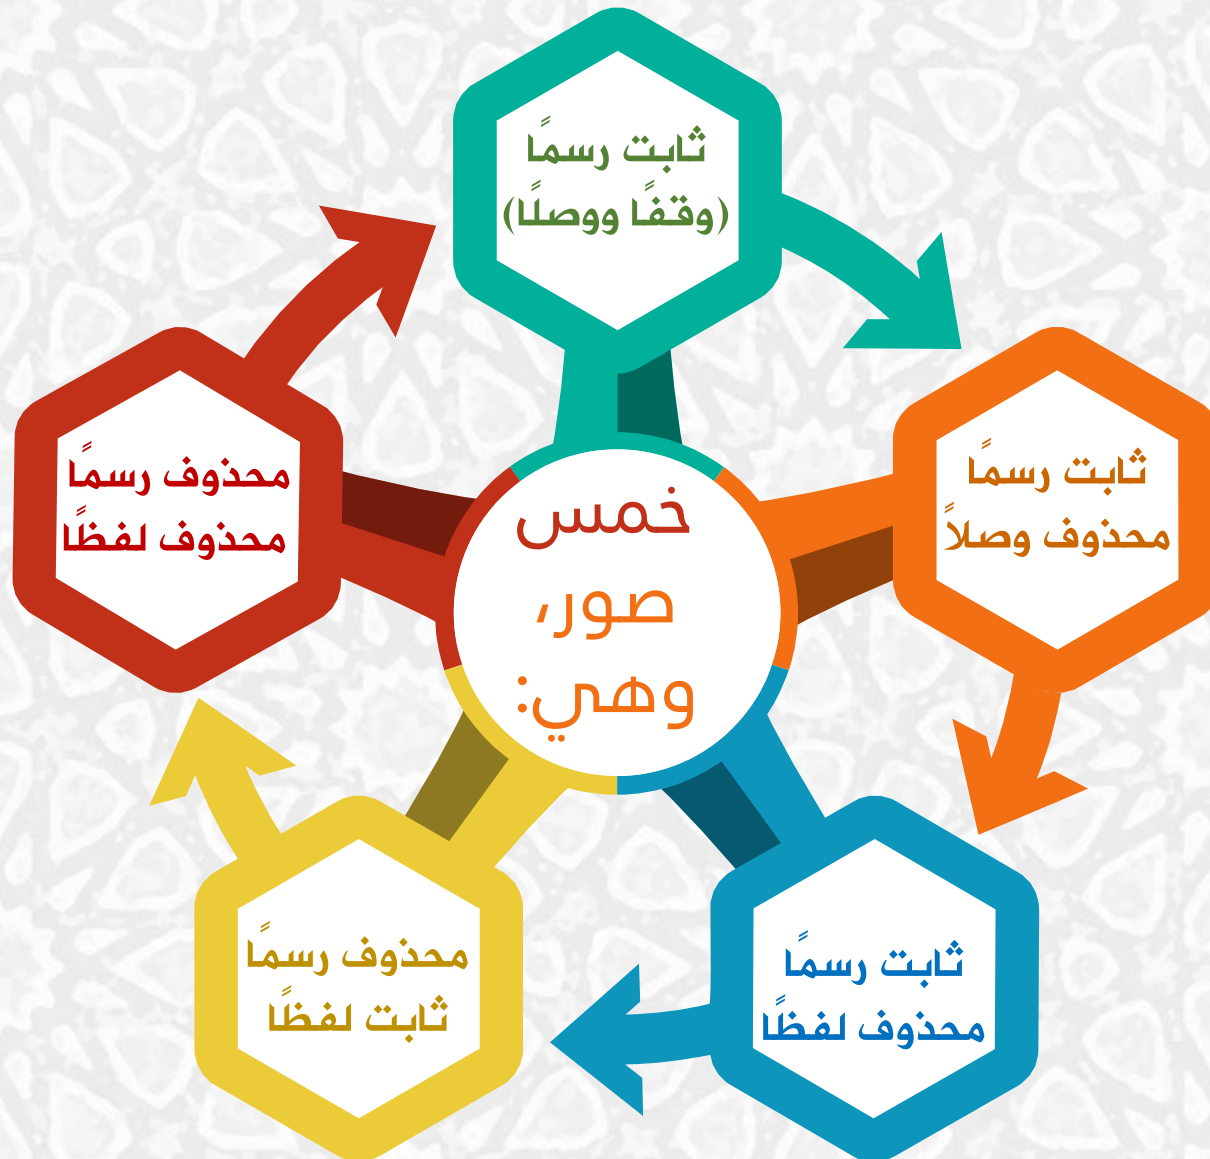 خمس
صور،
وهي:
ثابت رسمًا
(وقفًا ووصلًا)
ثابت رسمًا
محذوف وصلاً
ثابت رسمًا
محذوف لفظًا
محذوف رسمًا
ثابت لفظًا
محذوف رسمًا
محذوف لفظًا